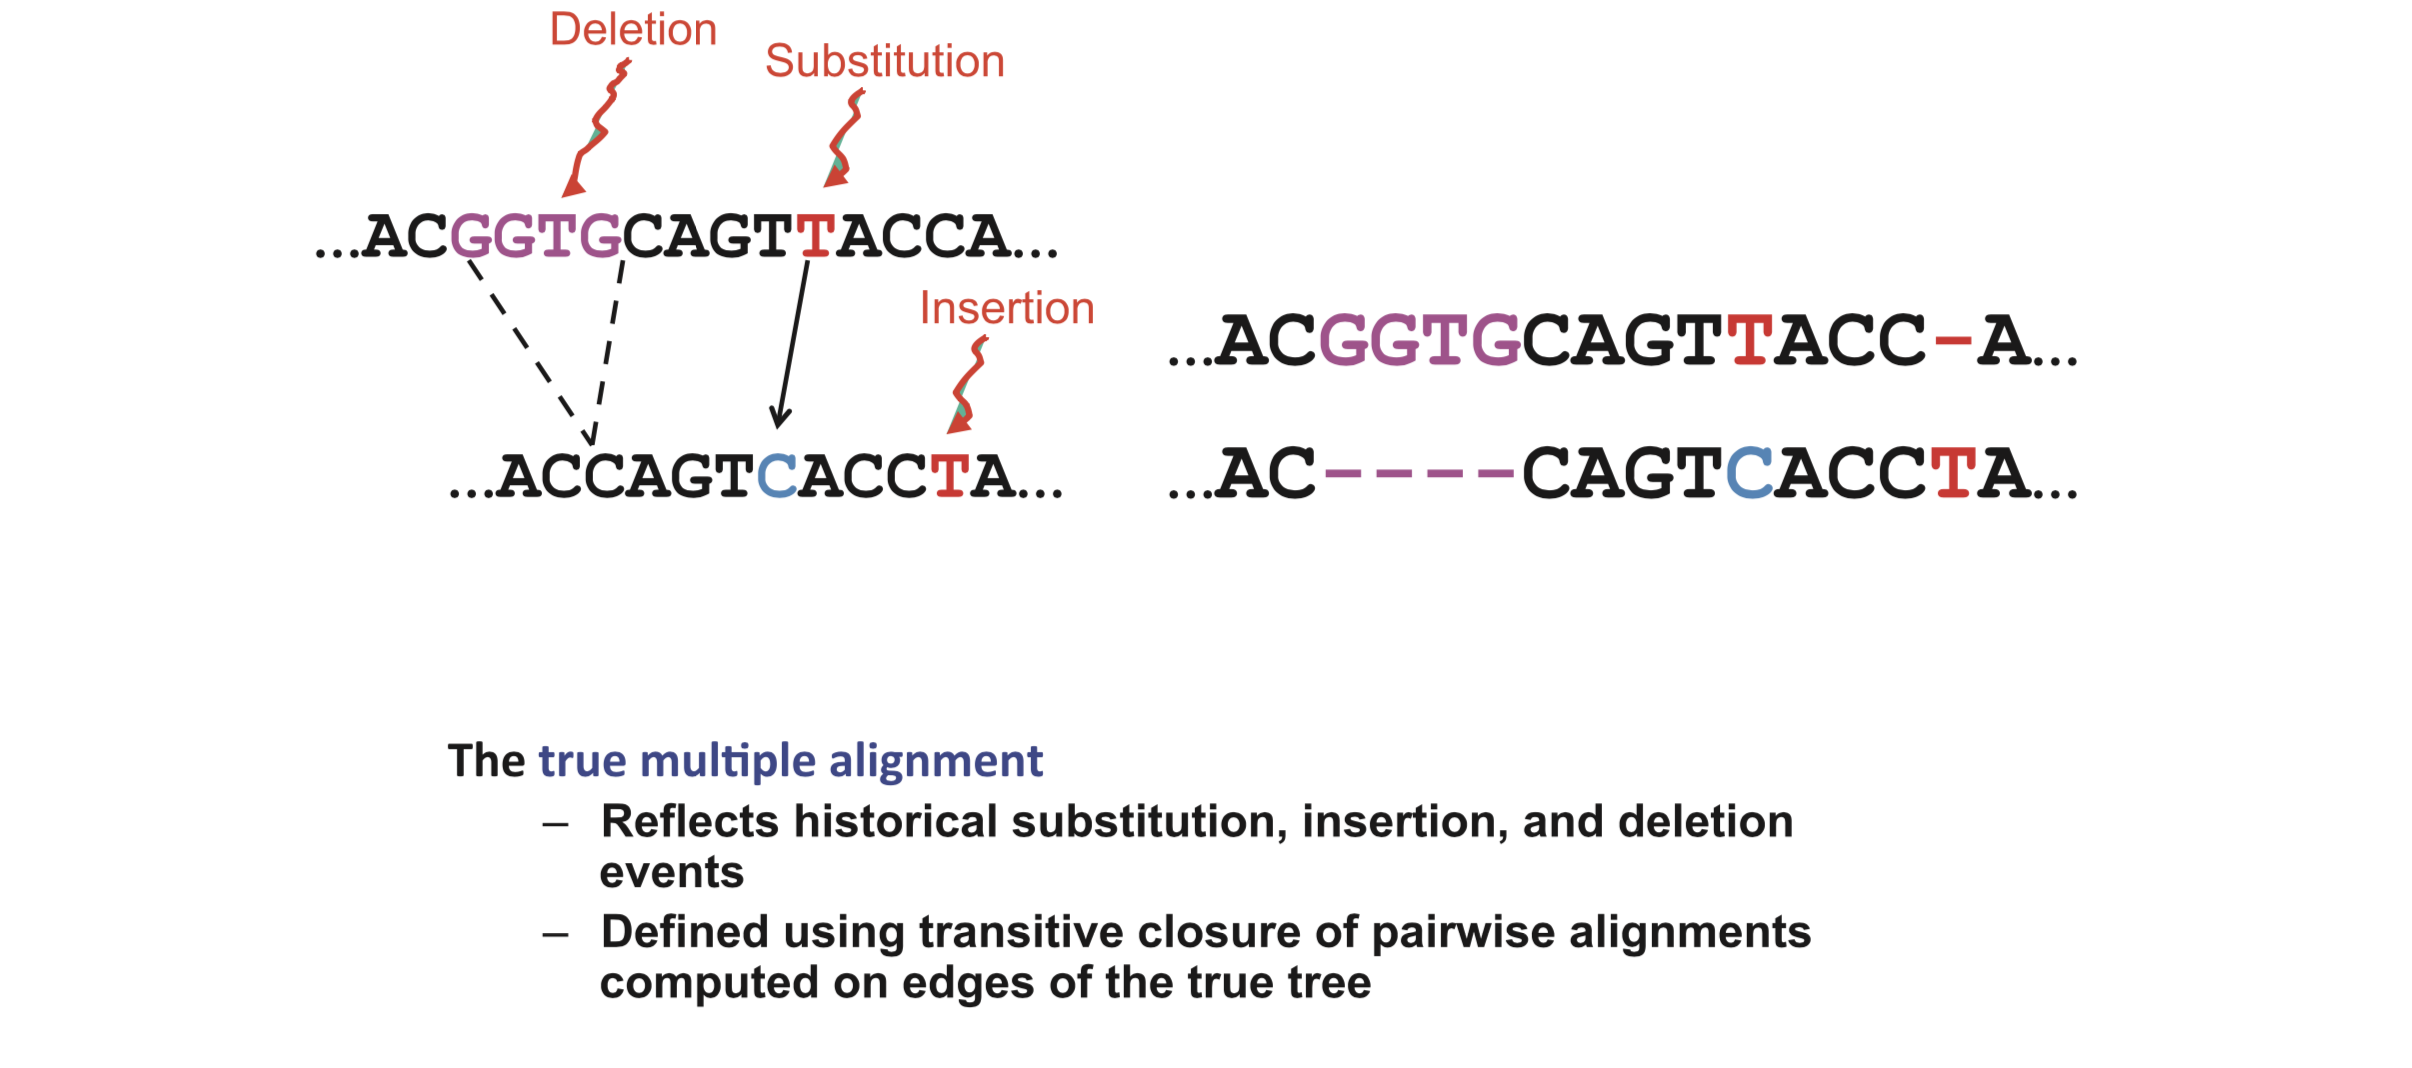 Deletion
Substitution
...ACGGTGCAGTTACCA...
Insertion
...ACCAGTCACCTA...
...ACGGTGCAGTTACC–A...
...AC––––CAGTCACCTA...
The true multiple alignment
– Reflects historical substitution, insertion, and deletion
events
– Defined using transitive closure of pairwise alignments
computed on edges of the true tree